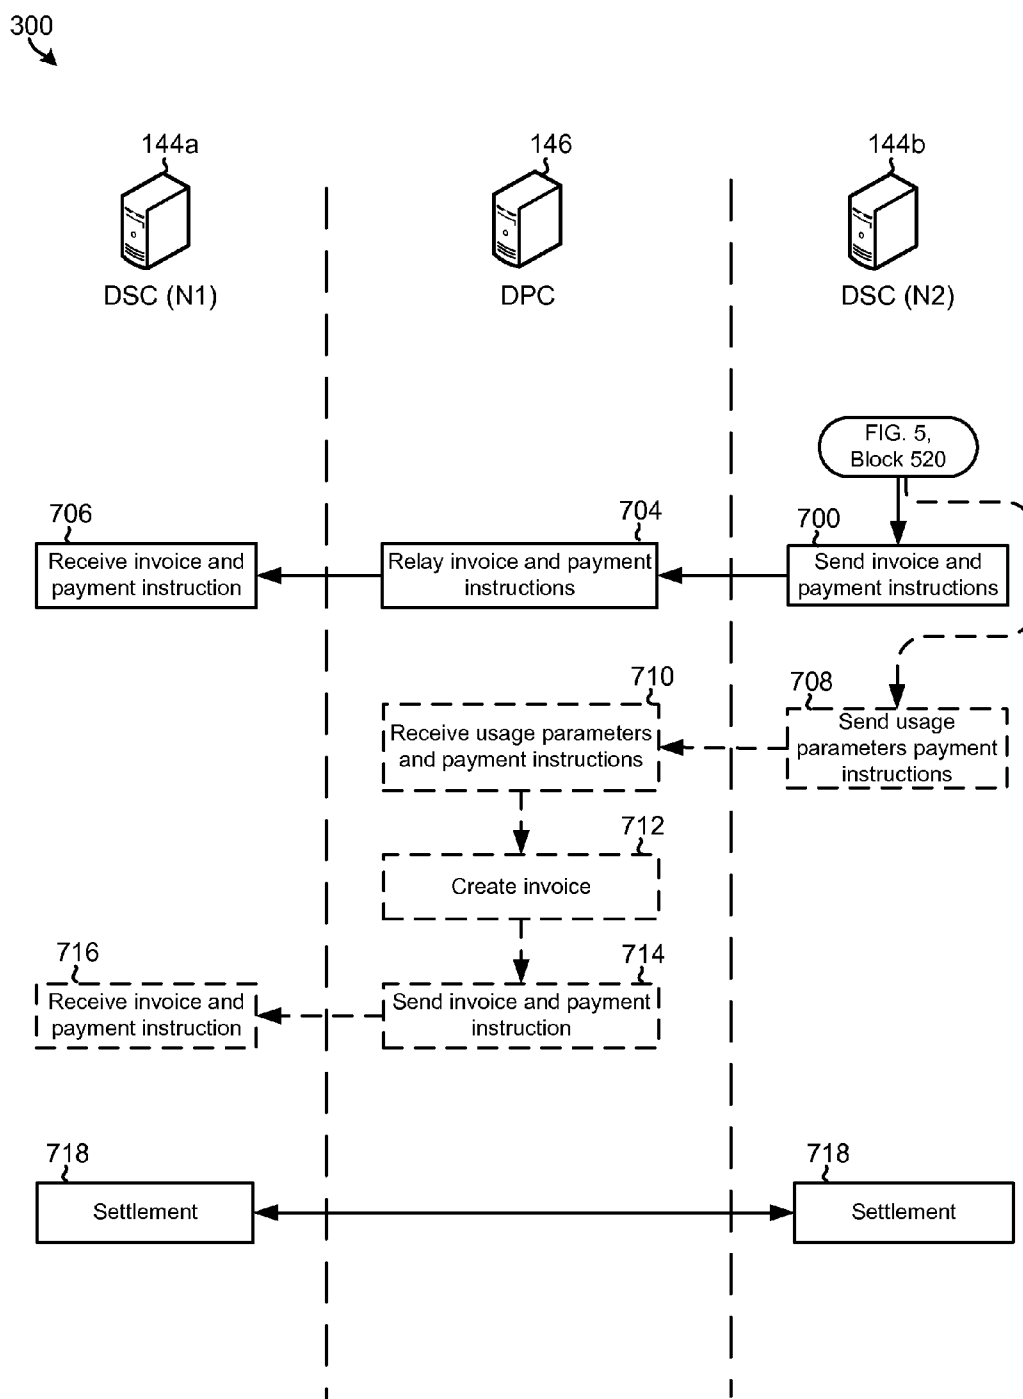 300
144a
146
144b
DSC (N1)
DPC
DSC (N2)
FIG. 5,
Block 520
706
704
700
Receive invoice and
payment instruction
Relay invoice and payment
instructions
Send invoice and
payment instructions
710
708
Receive usage parameters
and payment instructions
Send usage
parameters payment
instructions
712
Create invoice
716
714
Receive invoice and
payment instruction
Send invoice and payment
instruction
718
718
Settlement
Settlement